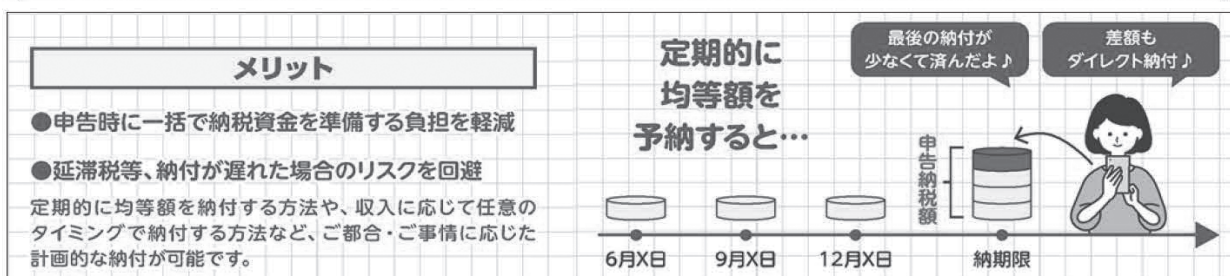 メリット
●申告時に一括で納税資金を準備する負担を軽減
●延滞税等、納付が遅れた場合のリスクを回避
定期的に均等額を納付する方法や、収入に応じて任意の
タイミングで納付する方法など、ご都合・ご事情に応じた
計画的な納付が可能です。
定期的に
均等額を
予納すると…
最後の納付が
少なくて済んだよ♪
差額も
ダイレクト納付♪
申告納税額
6月X日
9月X日
12月X日
納期限